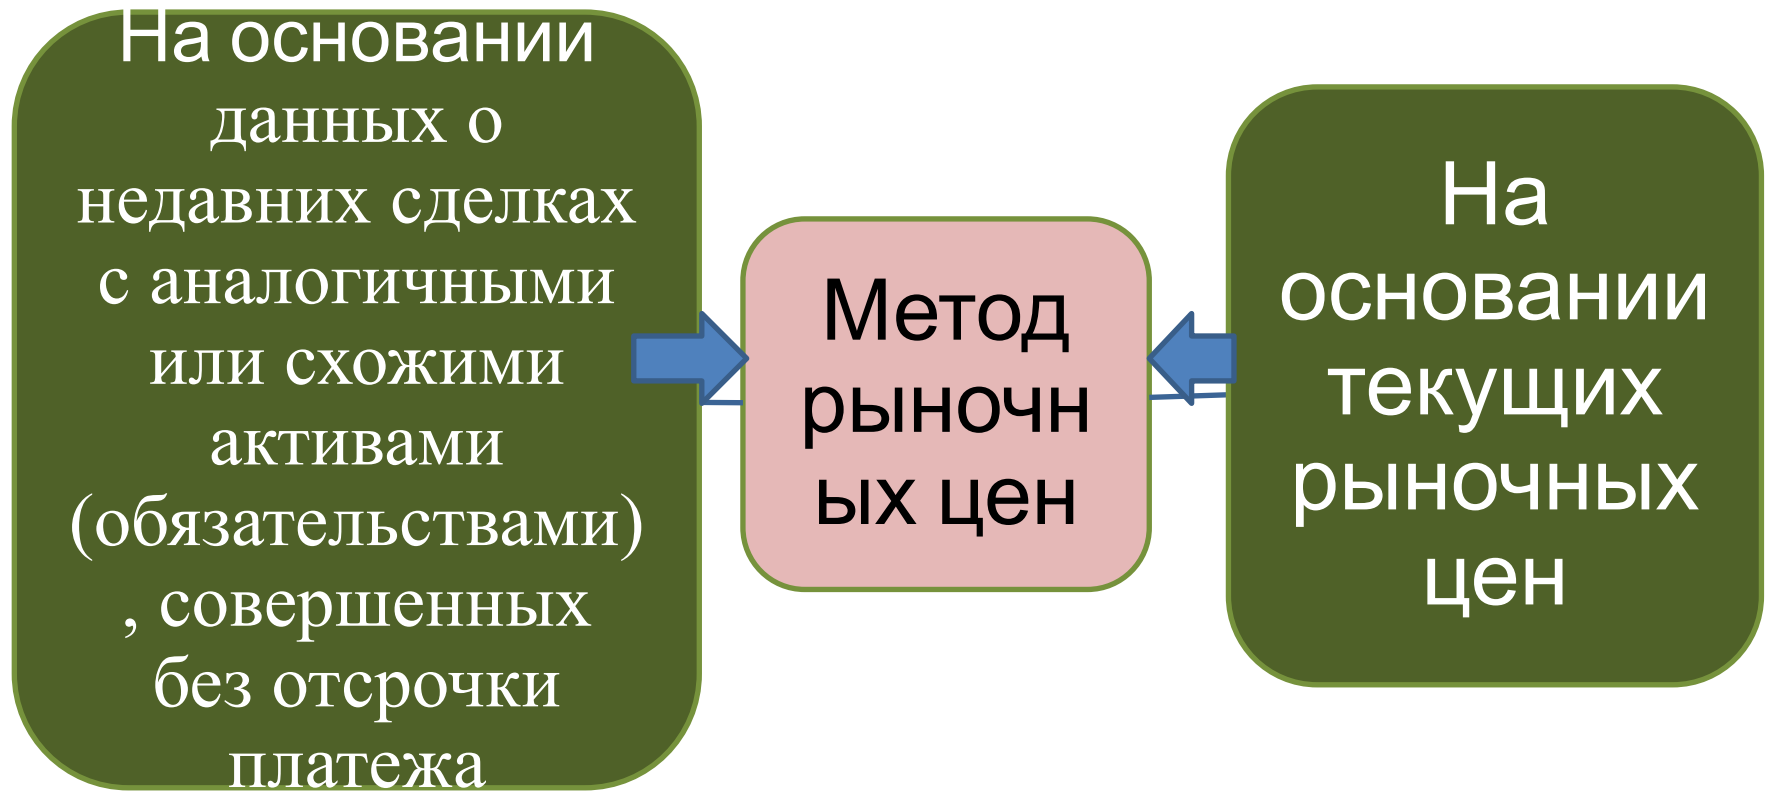 На основании
данных о
недавних сделках
с аналогичными
или схожими
активами
(обязательствами)
, совершенных
без отсрочки
платежа
Метод
рыночн
ых цен
На
основании
текущих
рыночных
цен